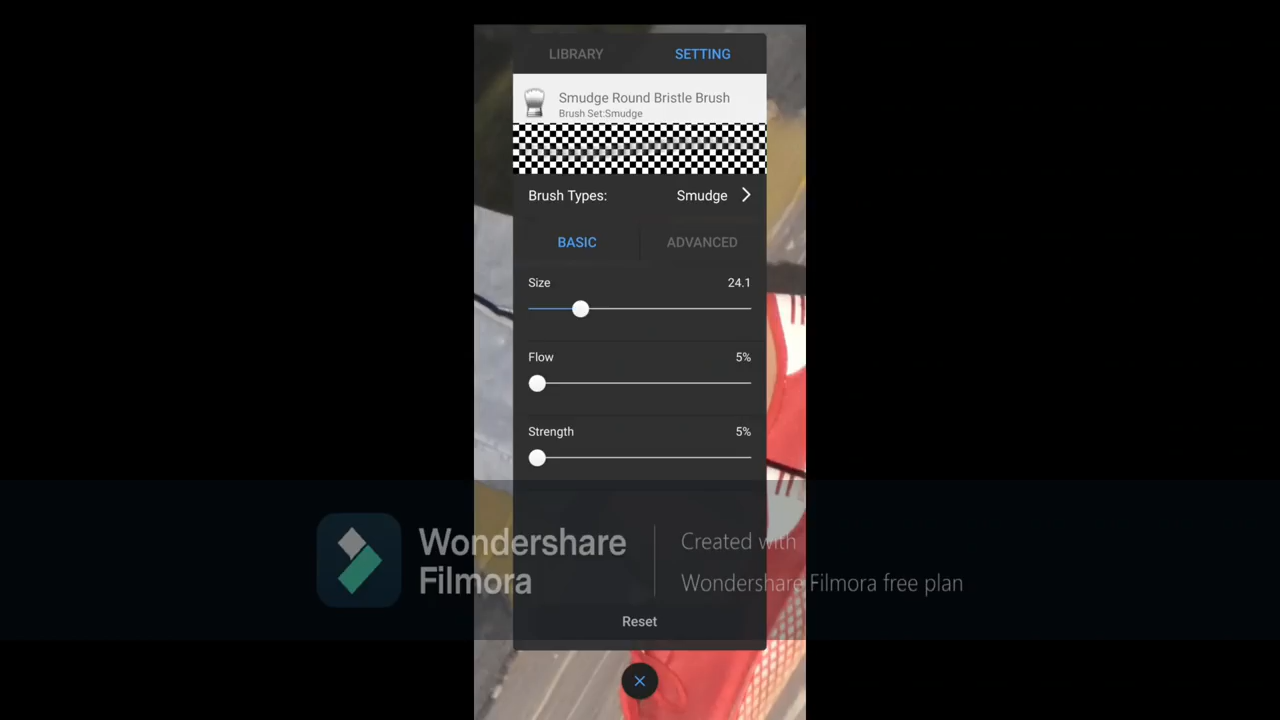 LIBRARY SETTING
Smudge Round Bristle Brush
Brush Set:Smudge
Brush Types: Smudge
BASIC ADVANCED
Size 24.1
Flow 5%
Strength 5%
Wondershare
Filmora
Created with
Wondershare Filmora free plan
Reset